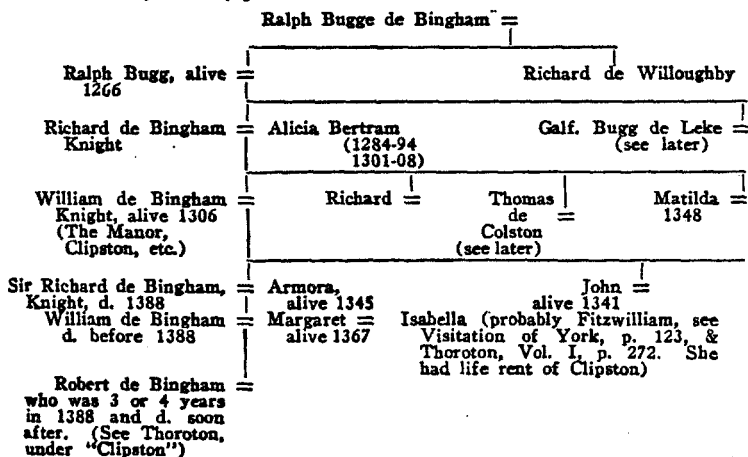 Ralph Bugge de Bingham =
Ralph Bugg, alive = Richard de Willoughby
1266
Richard de Bingham = Alicia Bertram Galf. Bugg de Leke =
Knight (1284-94 (see later)
1301-08)
William de Bingham = Richard = Thomas Matilda =
Knight, alive 1306 de = 1348
(The Manor, Colston
Clipston, etc.) (see later)
Sir Richard de Bingham, = Armora, John =
Knight, d. 1388 alive 1345 alive 1341
William de Bingham = Margaret = Isabella (probably Fitzwilliam, see
d. before 1388 alive 1367 Visitation of York, p. 123, &
Thoroton, Vol. I, p. 272. She
had life rent of Clipston)
Robert de Bingham =
who was 3 or 4 years
in 1388 and d. soon
after. (See Thoroton,
under "Clipston")